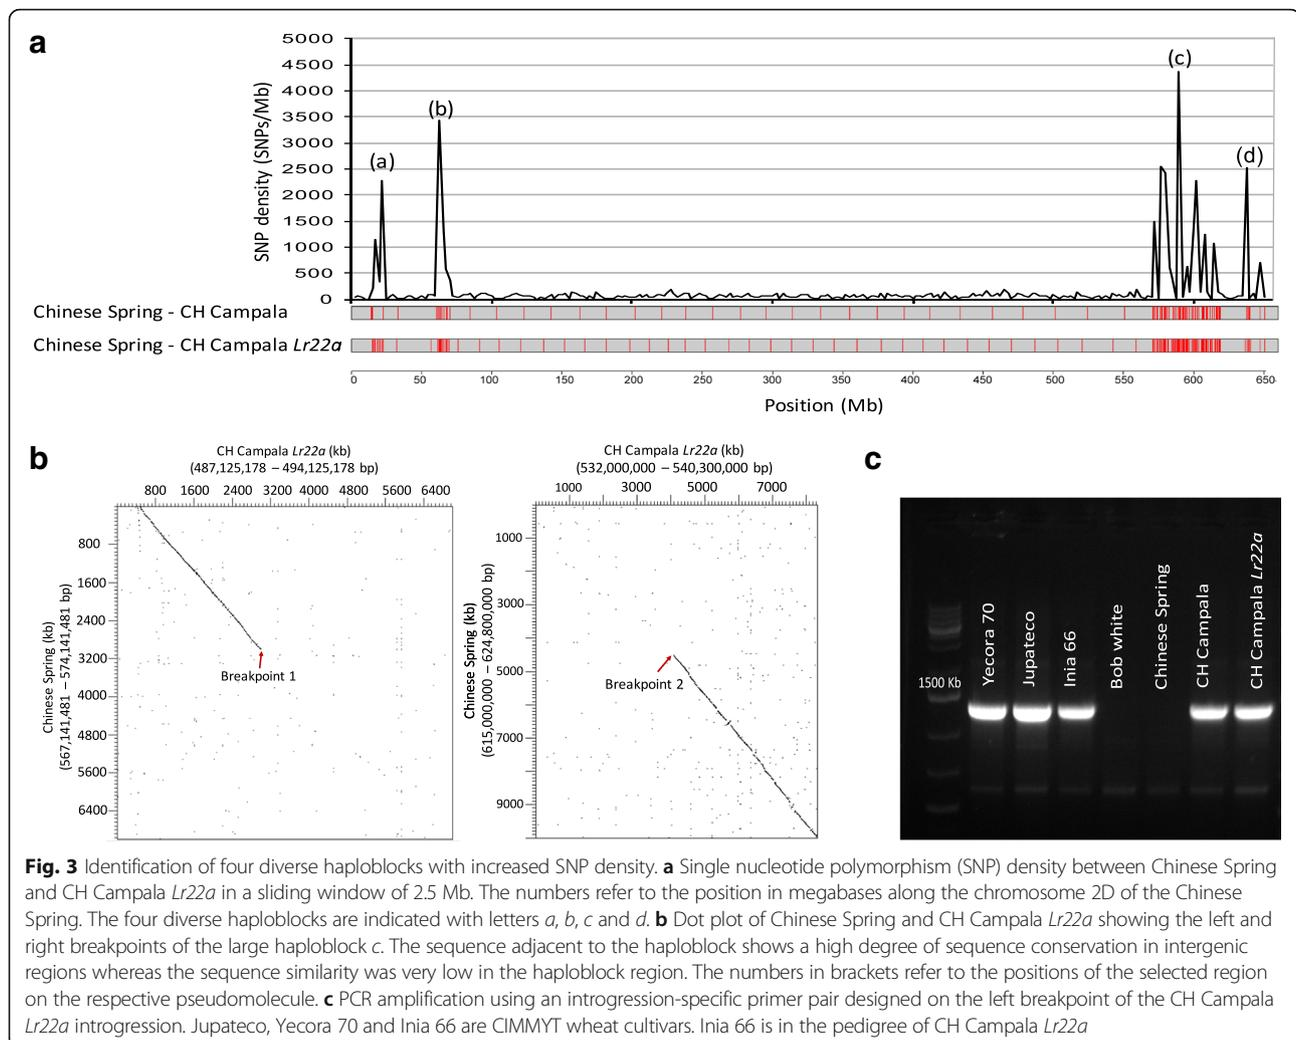 a
5000
4500
4000
3500
3000
2500
2000
1500
1000
500
0
SNP density (SNPs/Mb)
(a)
(b)
(c)
(d)
Chinese Spring - CH Campala
Chinese Spring - CH Campala Lr22a
0 50 100 150 200 250 300 350 400 450 500 550 600 650
Position (Mb)
b
CH Campala Lr22a (kb)
(487,125,178 – 494,125,178 bp)
800 1600 2400 3200 4000 4800 5600 6400
Chinese Spring (kb)
(567,141,481 – 574,141,481 bp)
800
1600
2400
3200
4000
4800
5600
6400
Breakpoint 1
CH Campala Lr22a (kb)
(532,000,000 – 540,300,000 bp)
1000 3000 5000 7000
Chinese Spring (kb)
(615,000,000 – 624,800,000 bp)
1000
3000
5000
7000
9000
Breakpoint 2
c
1500 Kb
Yecora 70
Jupateco
Inia 66
Bob white
Chinese Spring
CH Campala
CH Campala Lr22a
Fig. 3 Identification of four diverse haploblocks with increased SNP density. a Single nucleotide polymorphism (SNP) density between Chinese Spring
and CH Campala Lr22a in a sliding window of 2.5 Mb. The numbers refer to the position in megabases along the chromosome 2D of the Chinese
Spring. The four diverse haploblocks are indicated with letters a, b, c and d. b Dot plot of Chinese Spring and CH Campala Lr22a showing the left and
right breakpoints of the large haploblock c. The sequence adjacent to the haploblock shows a high degree of sequence conservation in intergenic
regions whereas the sequence similarity was very low in the haploblock region. The numbers in brackets refer to the positions of the selected region
on the respective pseudomolecule. c PCR amplification using an introgression-specific primer pair designed on the left breakpoint of the CH Campala
Lr22a introgression. Jupateco, Yecora 70 and Inia 66 are CIMMYT wheat cultivars. Inia 66 is in the pedigree of CH Campala Lr22a